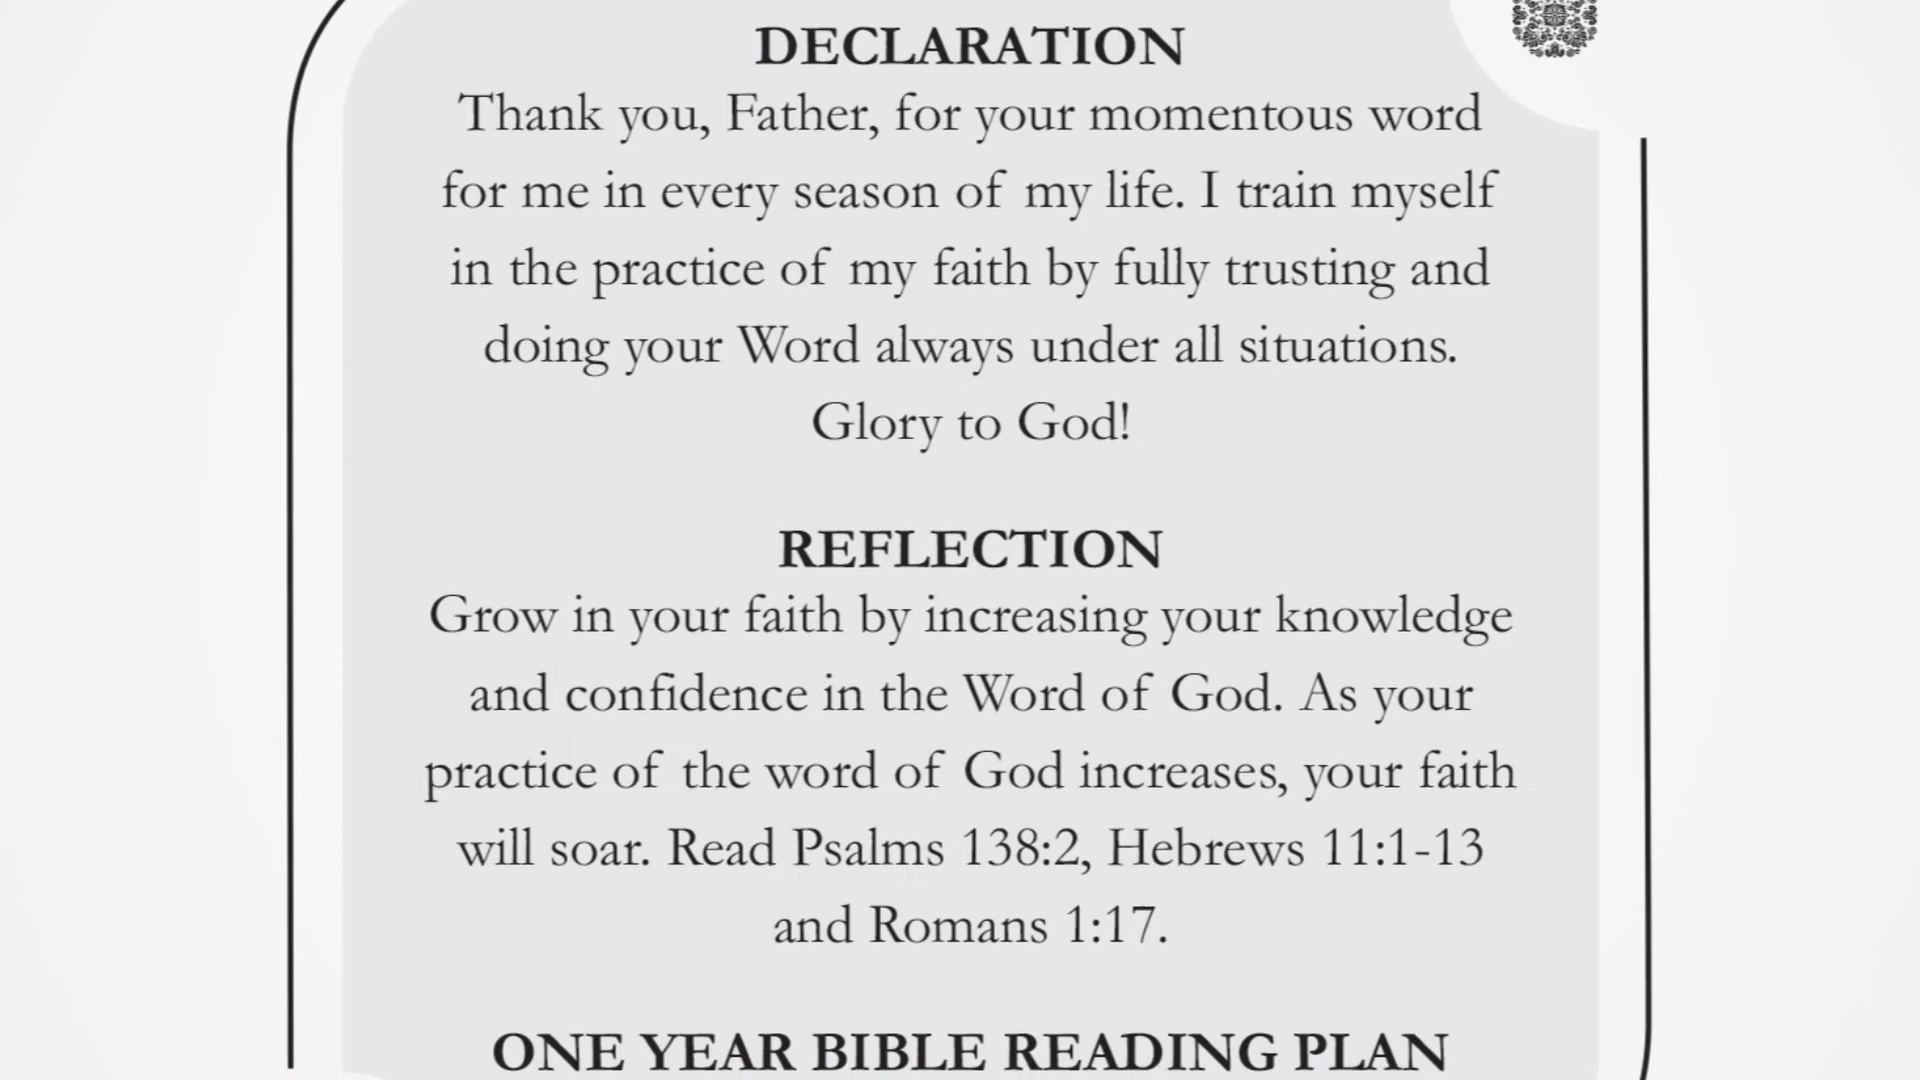 DECLARATION
Thank you, Father, for your momentous word
for me in every season of my life. I train myself
in the practice of my faith by fully trusting and
doing your Word always under all situations.
Glory to God!
REFLECTION
Grow in your faith by increasing your knowledge
and confidence in the Word of God. As your
practice of the word of God increases, your faith
will soar. Read Psalms 138:2, Hebrews 11:1-13
and Romans 1:17.
ONE YEAR BIBLE READING PLAN